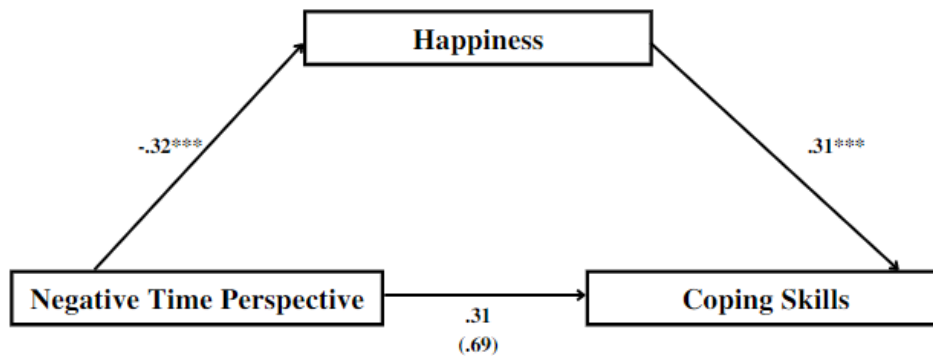 Happiness
-.32***
.31***
Negative Time Perspective
Coping Skills
.31
(.69)